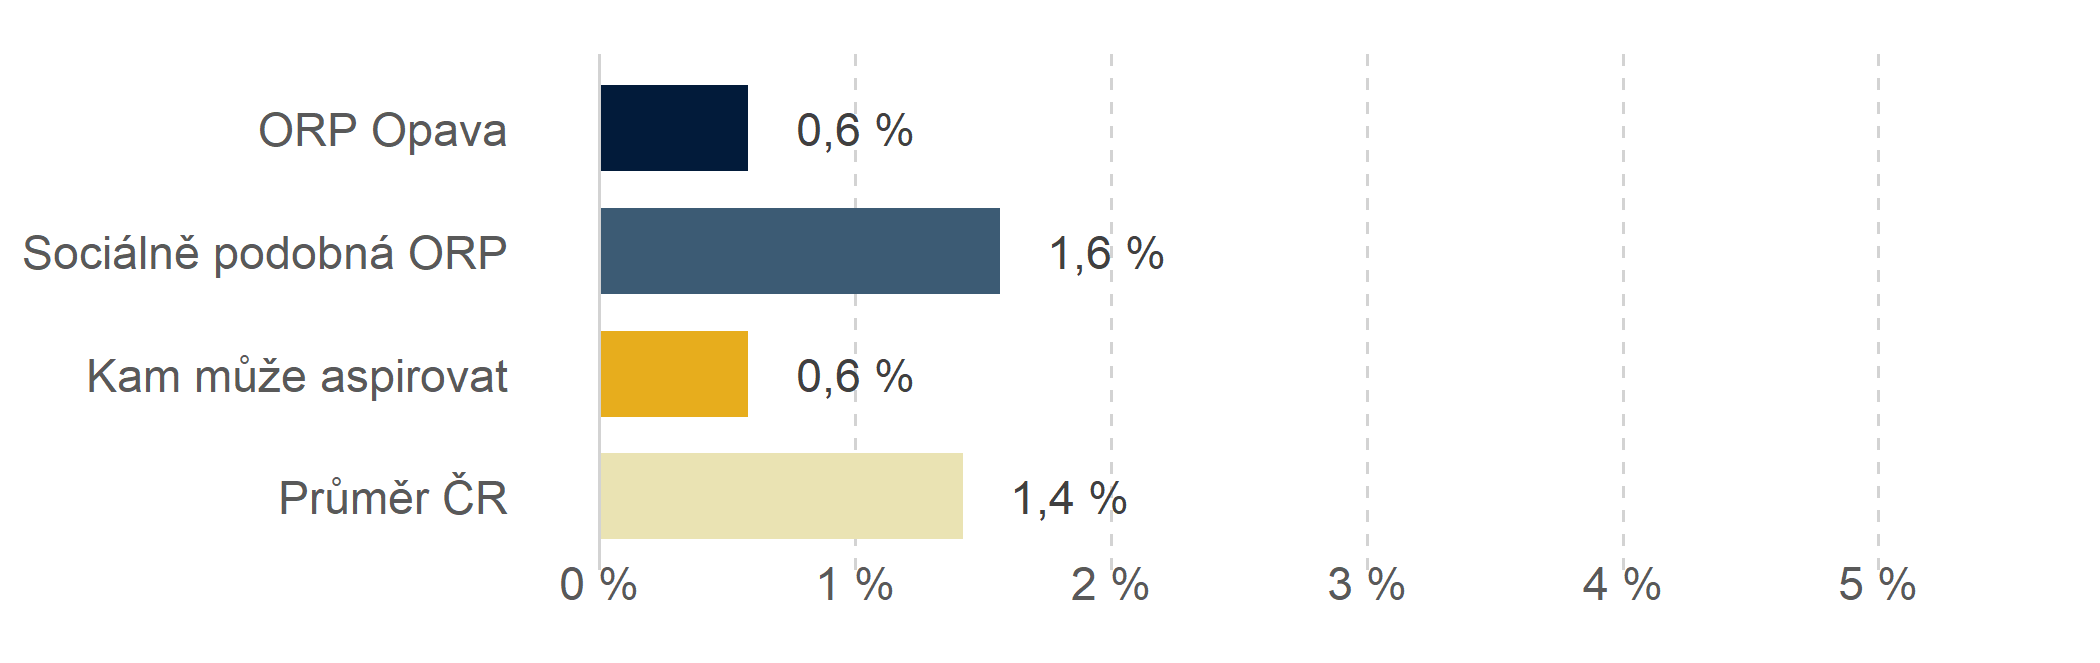 ORP Opava 0,6 %
Sociálně podobná ORP 1,6 %
Kam může aspirovat 0,6 %
Průměr ČR 1,4 %
0 % 1 % 2 % 3 % 4 % 5 %